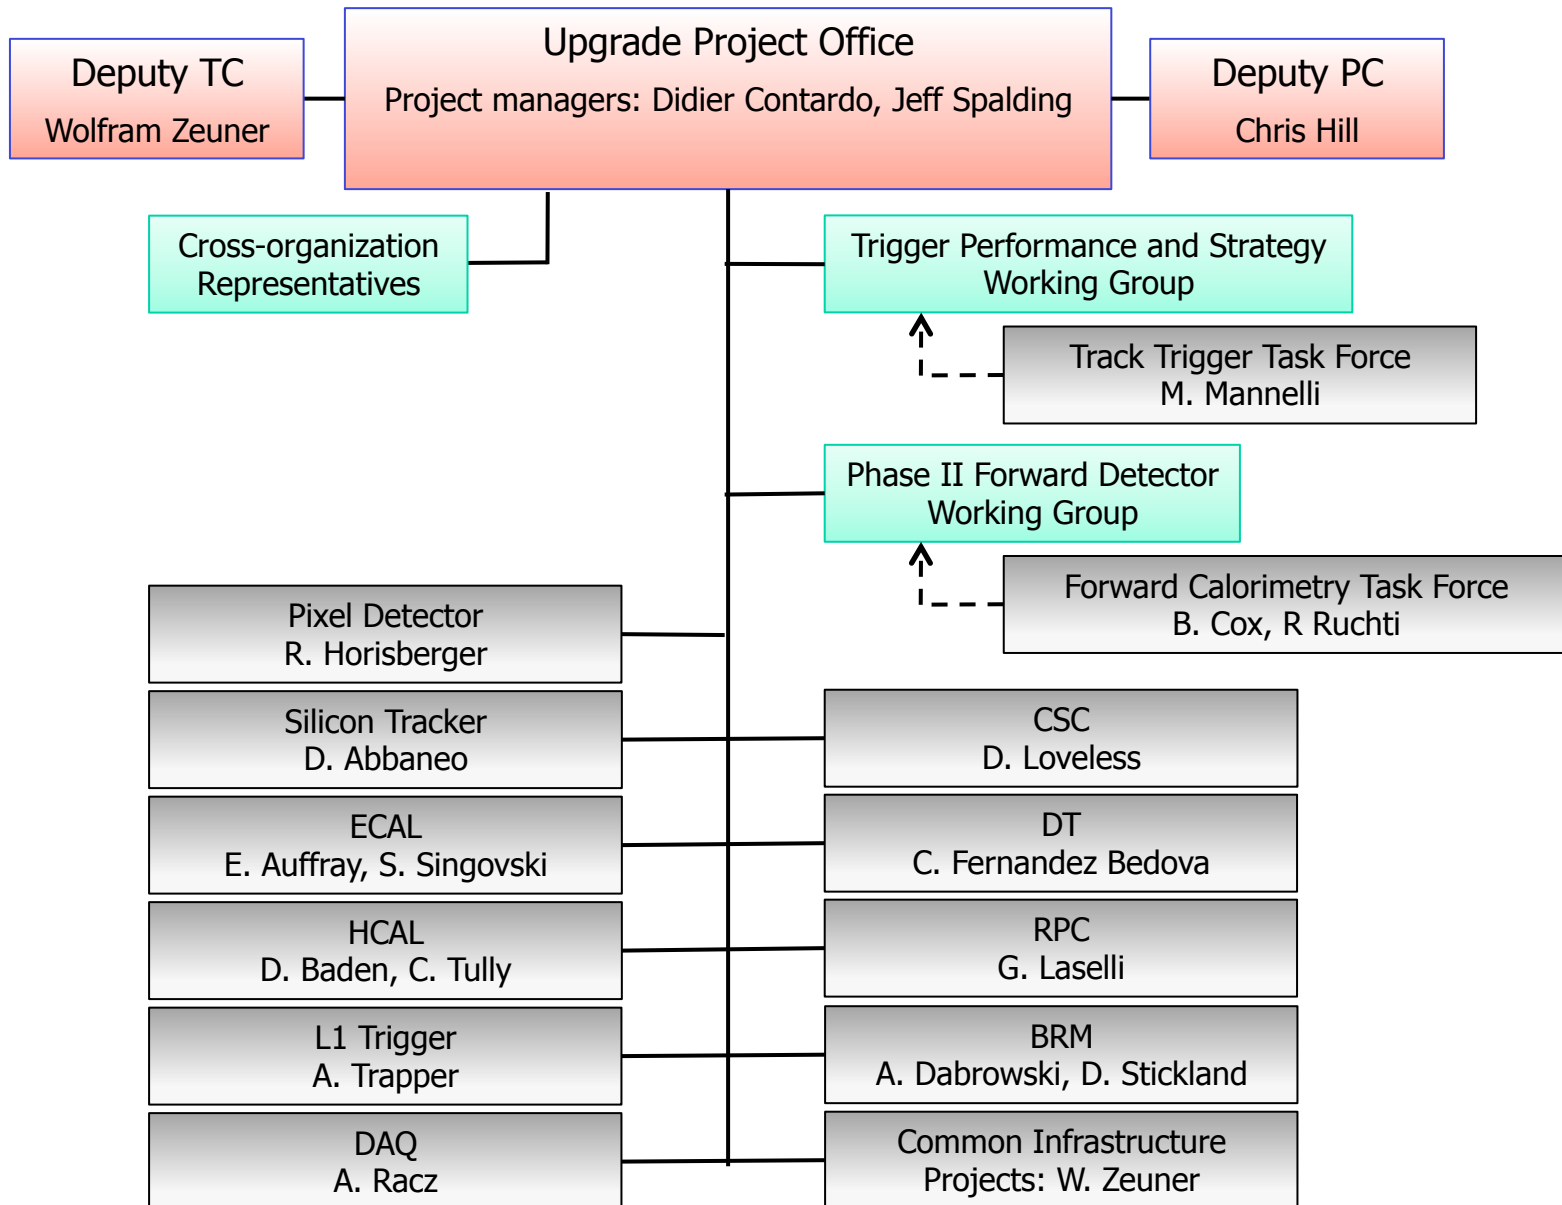 Upgrade Project Office
Project managers: Didier Contardo, Jeff Spalding
Deputy TC
Wolfram Zeuner
Deputy PC
Chris Hill
Cross-organization
Representatives
Trigger Performance and Strategy
Working Group
Track Trigger Task Force
M. Mannelli
Phase II Forward Detector
Working Group
Forward Calorimetry Task Force
B. Cox, R Ruchti
Pixel Detector
R. Horisberger
Silicon Tracker
D. Abbaneo
CSC
D. Loveless
ECAL
E. Auffray, S. Singovski
DT
C. Fernandez Bedova
HCAL
D. Baden, C. Tully
RPC
G. Laselli
L1 Trigger
A. Trapper
BRM
A. Dabrowski, D. Stickland
DAQ
A. Racz
Common Infrastructure
Projects: W. Zeuner